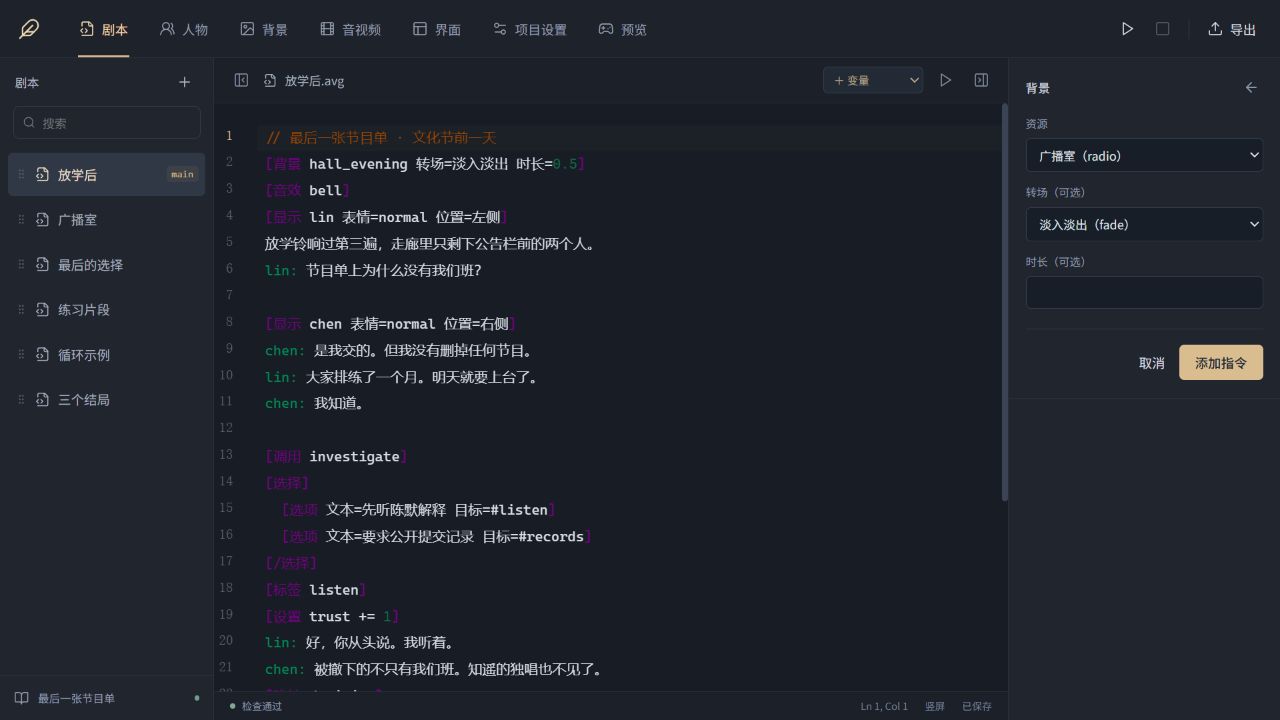 剧本 人物 背景 音视频 界面 项目设置 预览 导出
剧本
搜索
放学后 main
广播室
最后的选择
练习片段
循环示例
三个结局
最后一张节目单
放学后.avg
+ 变量
1 // 最后一张节目单 · 文化节前一天
2 [背景 hall_evening 转场=淡入淡出 时长=0.5]
3 [音效 bell]
4 [显示 lin 表情=normal 位置=左侧]
5 放学铃响过第三遍，走廊里只剩下公告栏前的两个人。
6 lin: 节目单上为什么没有我们班？
7
8 [显示 chen 表情=normal 位置=右侧]
9 chen: 是我交的。但我没有删掉任何节目。
10 lin: 大家排练了一个月。明天就要上台了。
11 chen: 我知道。
12
13 [调用 investigate]
14 [选择]
15 [选项 文本=先听陈默解释 目标=#listen]
16 [选项 文本=要求公开提交记录 目标=#records]
17 [/选择]
18 [标签 listen]
19 [设置 trust += 1]
20 lin: 好，你从头说。我听着。
21 chen: 被撤下的不只有我们班。知遥的独唱也不见了。
检查通过
Ln 1, Col 1 竖屏 已保存
背景
资源
广播室（radio）
转场（可选）
淡入淡出（fade）
时长（可选）
取消 添加指令